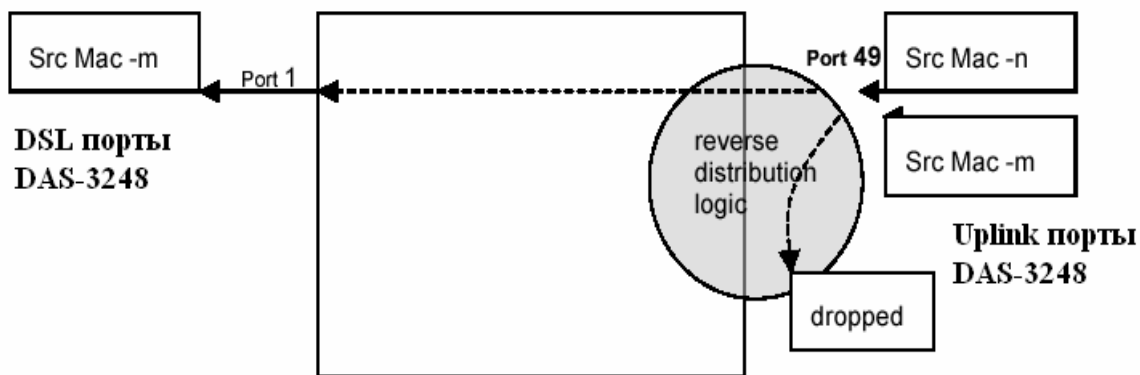 Src Mac -m
Port 1
DSL порты
DAS-3248
reverse
distribution
logic
Port 49
Src Mac -n
Src Mac -m
Uplink порты
DAS-3248
dropped